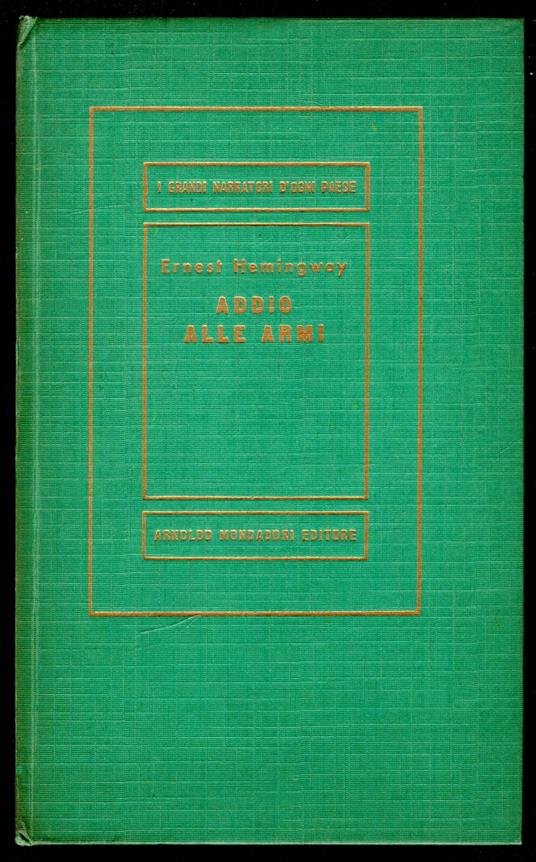 I GRANDI NARRATORI D'OGNI PAESE
Ernest Hemingway
ADDIO
ALLE ARMI
ARNOLDO MONDADORI EDITORE